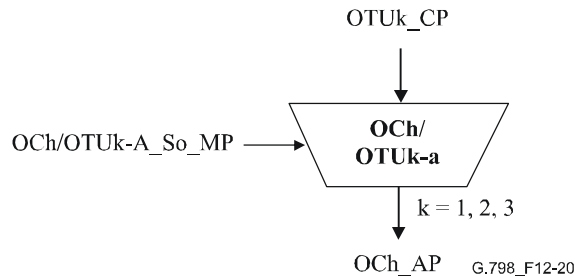 OTUk_CP
OCh/OTUk-A_So_MP
OCh/
OTUk-a
k = 1, 2, 3
OCh_AP
G.798_F12-20